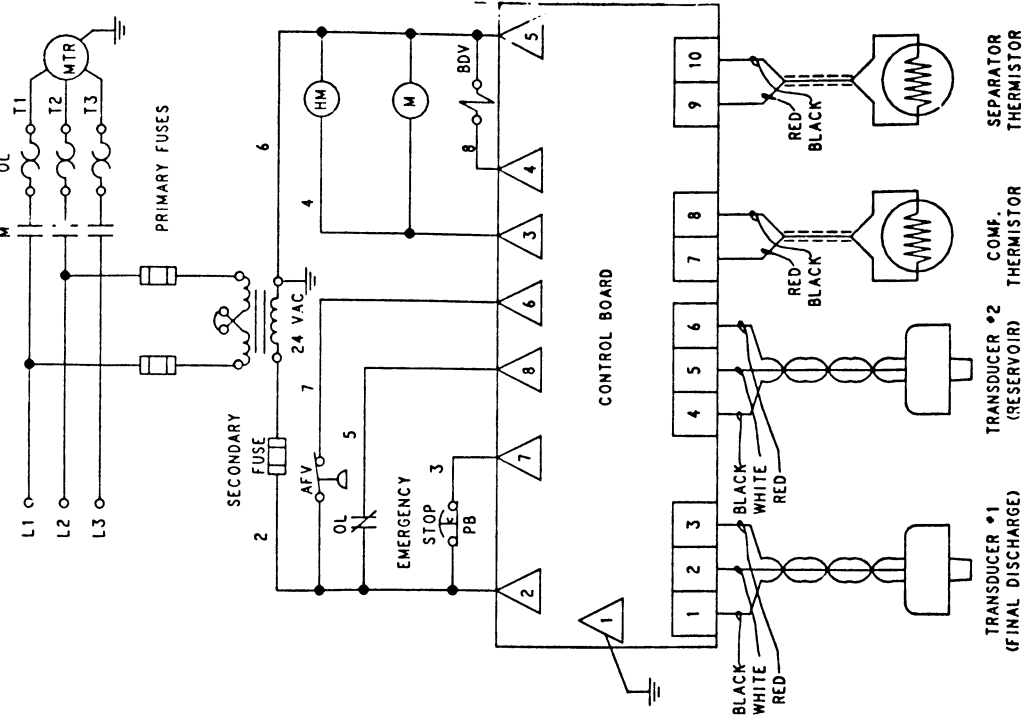 M
OL
L1
L2
L3
T1
T2
T3
MTR
PRIMARY FUSES
SECONDARY
FUSE
24 VAC
2
6
AFV
7
HM
4
OL
5
M
EMERGENCY
STOP
PB
3
BDV
8
2
7
8
6
3
4
5
CONTROL BOARD
1
1
2
3
4
5
6
7
8
9
10
BLACK
WHITE
RED
BLACK
WHITE
RED
RED
BLACK
RED
BLACK
TRANSDUCER #1
(FINAL DISCHARGE)
TRANSDUCER #2
(RESERVOIR)
COMP.
THERMISTOR
SEPARATOR
THERMISTOR